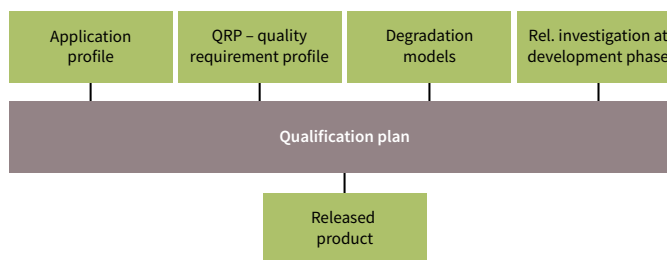 Application
profile
QRP – quality
requirement profile
Degradation
models
Rel. investigation at
development phase
Qualification plan
Released
product